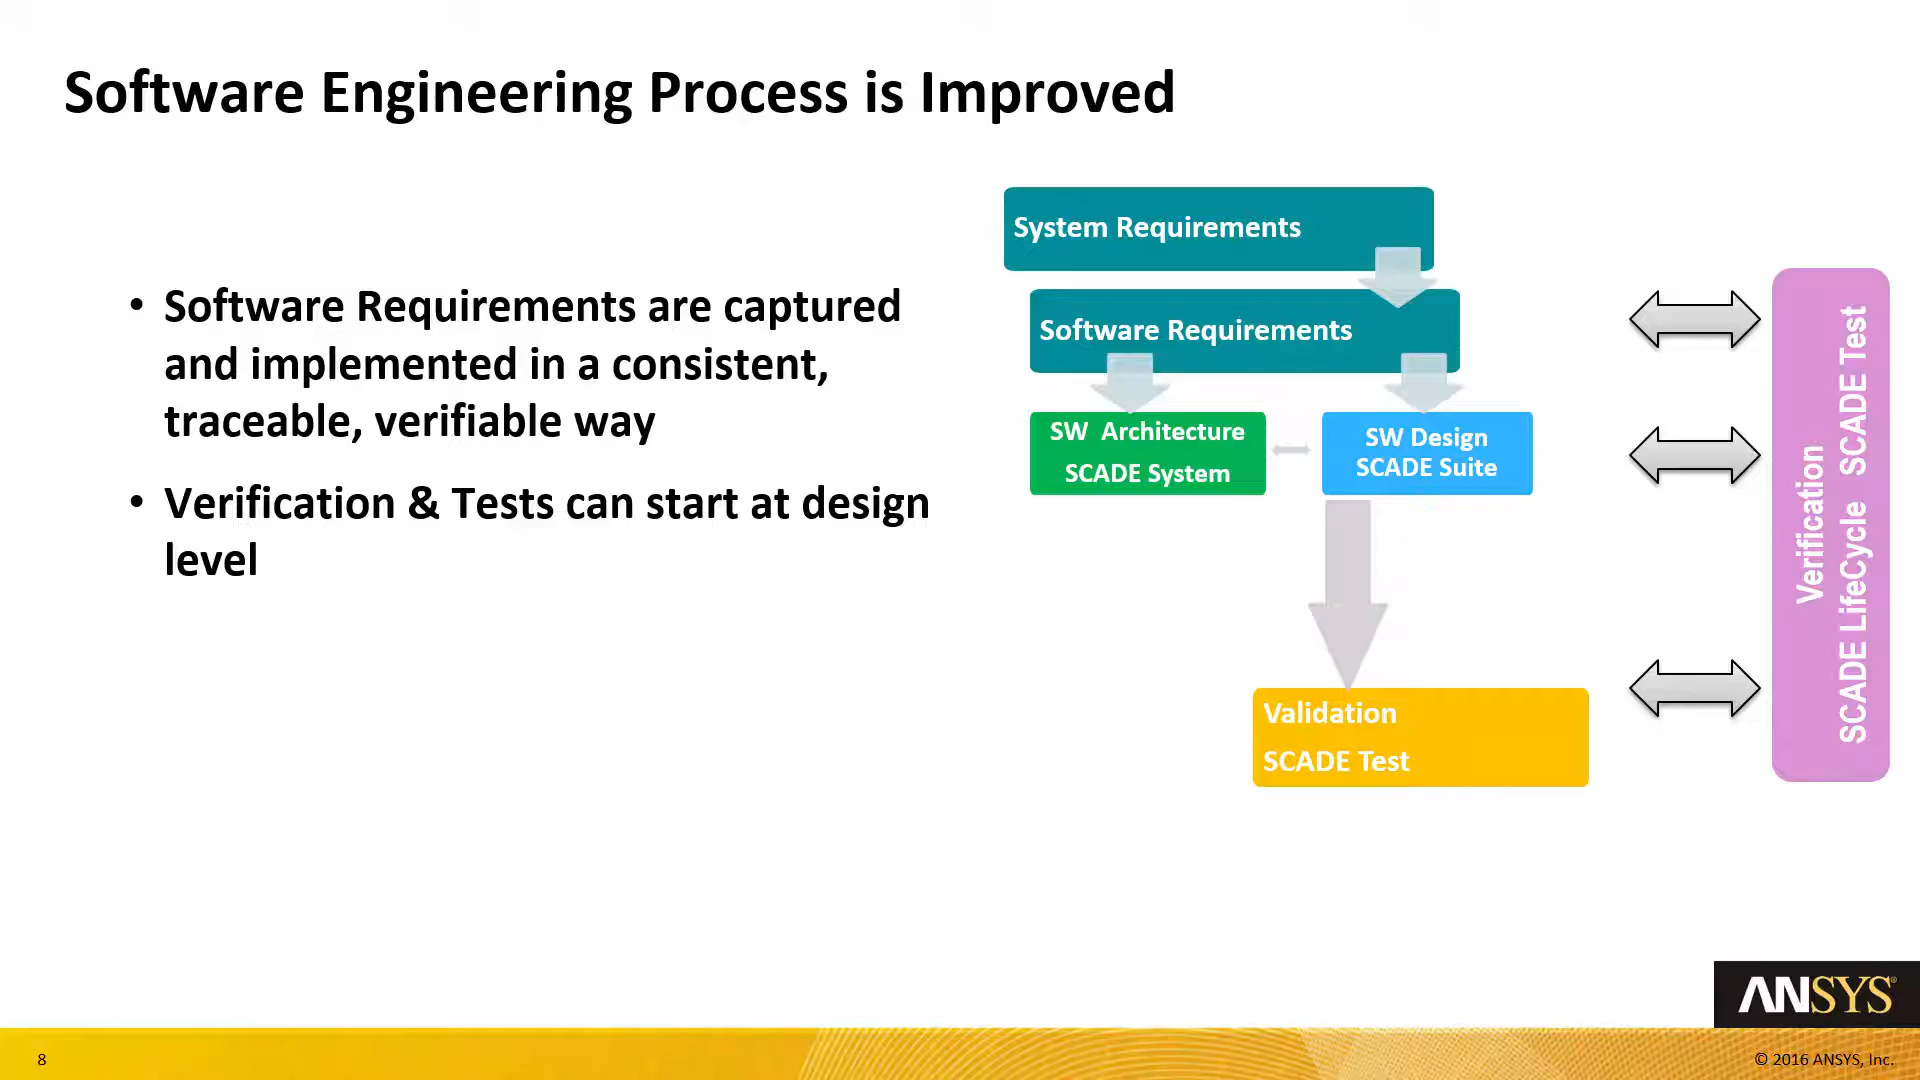 Software Engineering Process is Improved
• Software Requirements are captured
and implemented in a consistent,
traceable, verifiable way
• Verification & Tests can start at design
level
System Requirements
Software Requirements
SW Architecture
SCADE System
SW Design
SCADE Suite
Validation
SCADE Test
Verification
SCADE LifeCycle SCADE Test
ANSYS®
8
© 2016 ANSYS, Inc.